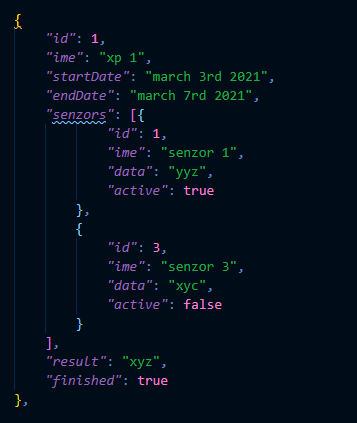 {
    "id": 1,
    "ime": "xp 1",
    "startDate": "march 3rd 2021",
    "endDate": "march 7rd 2021",
    "senzors": [{
            "id": 1,
            "ime": "senzor 1",
            "data": "yyz",
            "active": true
        },
        {
            "id": 3,
            "ime": "senzor 3",
            "data": "xyc",
            "active": false
        }
    ],
    "result": "xyz",
    "finished": true
},